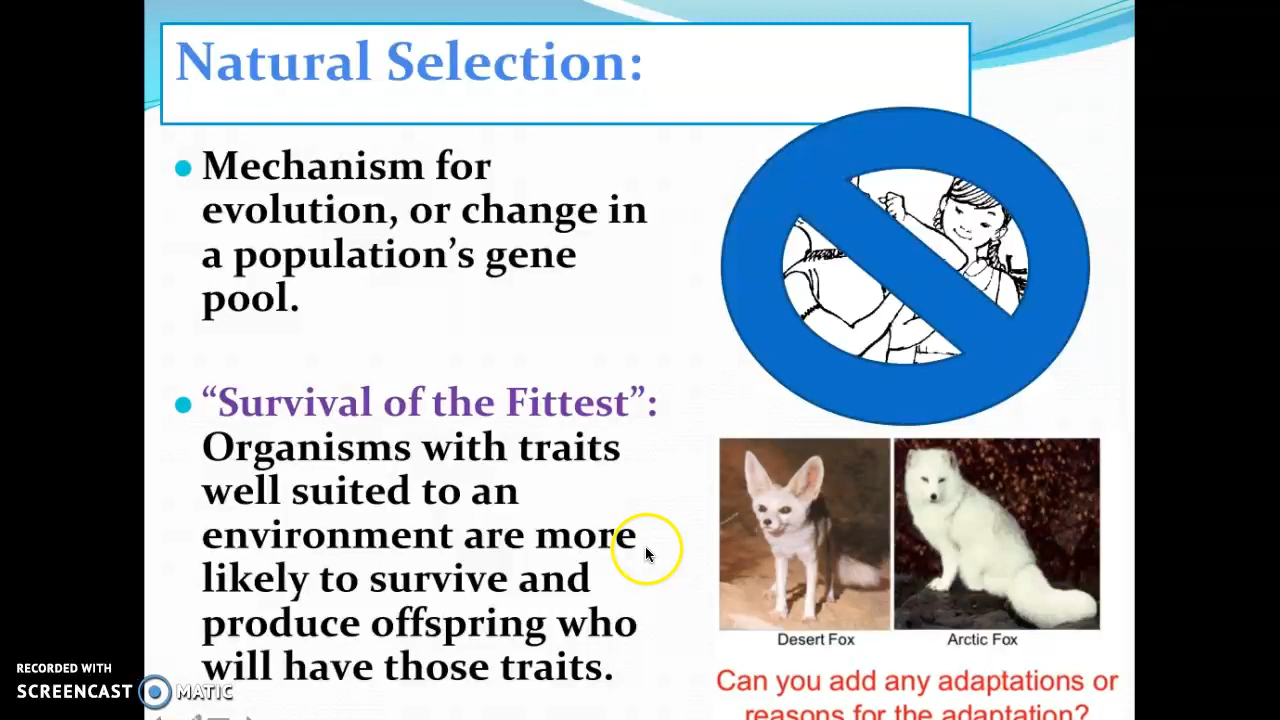 Natural Selection:
Mechanism for
evolution, or change in
a population’s gene
pool.
“Survival of the Fittest”:
Organisms with traits
well suited to an
environment are more
likely to survive and
produce offspring who
will have those traits.
Desert Fox
Arctic Fox
Can you add any adaptations or
reasons for the adaptation?
RECORDED WITH
SCREENCAST MATIC